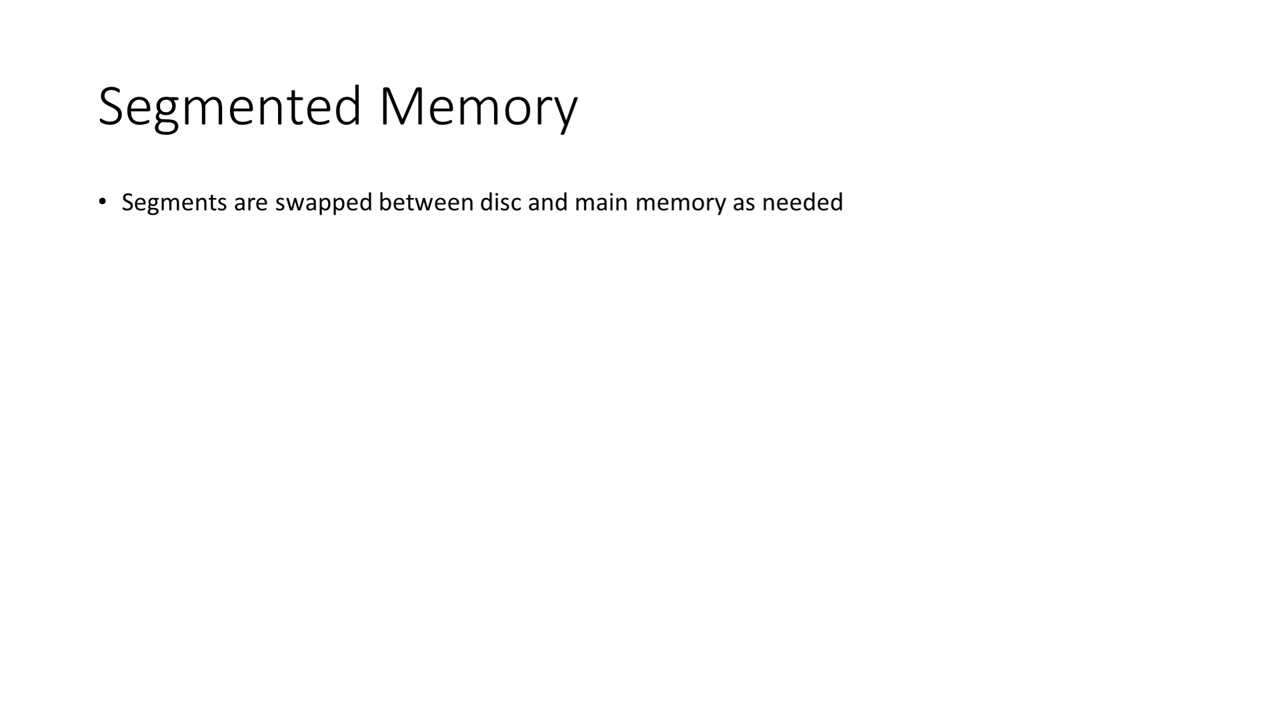 Segmented Memory
• Segments are swapped between disc and main memory as needed